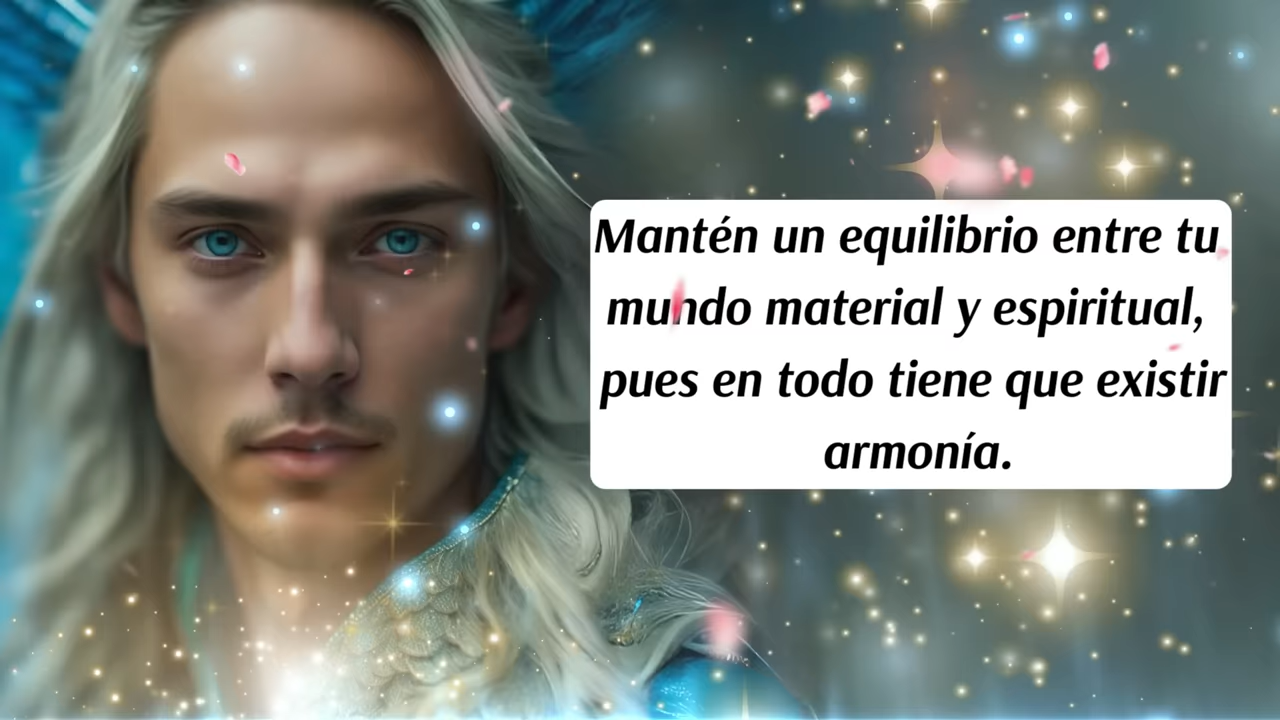 Mantén un equilibrio entre tu
mundo material y espiritual,
pues en todo tiene que existir
armonía.